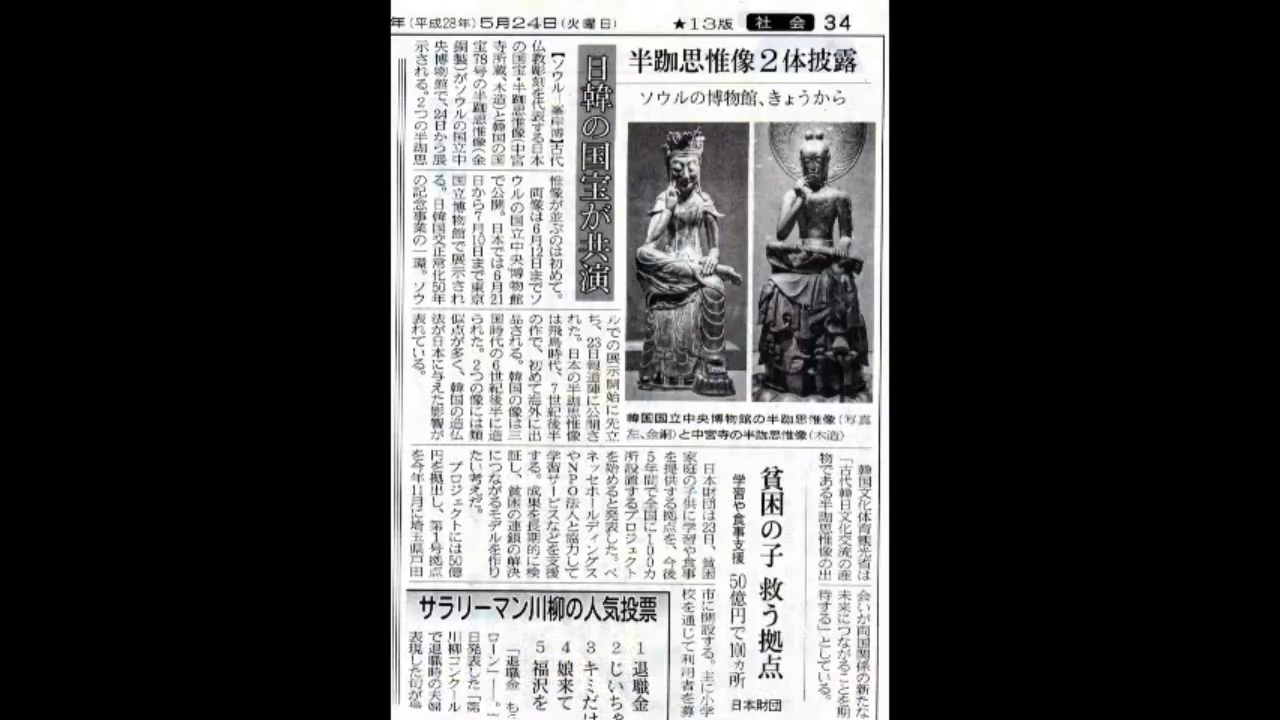 年(平成28年)5月24日(火曜日)
★13版 社会 34
半跏思惟像2体披露
ソウルの博物館、きょうから
日韓の国宝が共演
【ソウル=峯岸博】古代
仏教彫刻を代表する日本
の国宝・半跏思惟像(中宮
寺所蔵、木造)と韓国の国
宝78号の半跏思惟像(金
銅製)がソウルの国立中
央博物館で、24日から展
示される。2つの半跏思
惟像が並ぶのは初めて。
両像は6月12日までソ
ウルの国立中央博物館
で公開。日本では6月21
日から7月10日まで東京
国立博物館で展示され
る。日韓国交正常化50年
の記念事業の一環。ソウ
ルでの展示開始に先立
ち、23日報道陣に公開さ
れた。日本の半跏思惟像
は飛鳥時代、7世紀後半
の作で、初めて海外に出
品される。韓国の像は三
国時代の6世紀後半に造
られた。2つの像には類
似点が多く、韓国の造仏
法が日本に与えた影響が
表れている。
韓国国立中央博物館の半跏思惟像(写真
左、金銅)と中宮寺の半跏思惟像(木造)
韓国文化体育観光省は
「古代韓日文化交流の産
物である半跏思惟像の出
会いが両国関係の新たな
未来につながることを期
待する」としている。
貧困の子 救う拠点
学習や食事支援 50億円で100カ所
日本財団
日本財団は23日、貧困
家庭の子供に学習や食事
を提供する拠点を、今後
5年間で全国に100カ
所設置するプロジェクト
を始めると発表した。ベ
ネッセホールディングス
やNPO法人と協力して
学習サービスなどを支援
する。成果を長期的に検
証し、貧困の連鎖の解決
につながるモデルを作り
たい考えだ。
プロジェクトには50億
円を拠出し、第1号拠点
を今年11月に埼玉県戸田
市に開設する。主に小学
校を通じて利用者を募
サラリーマン川柳の人気投票
1 退職金
2 じいちゃ
3 キミだけ
4 娘来て
5 福沢を
「退職金 も
ローン」――。
日発表した「第
川柳コンクール
で退職時の夫婦
表現した句が